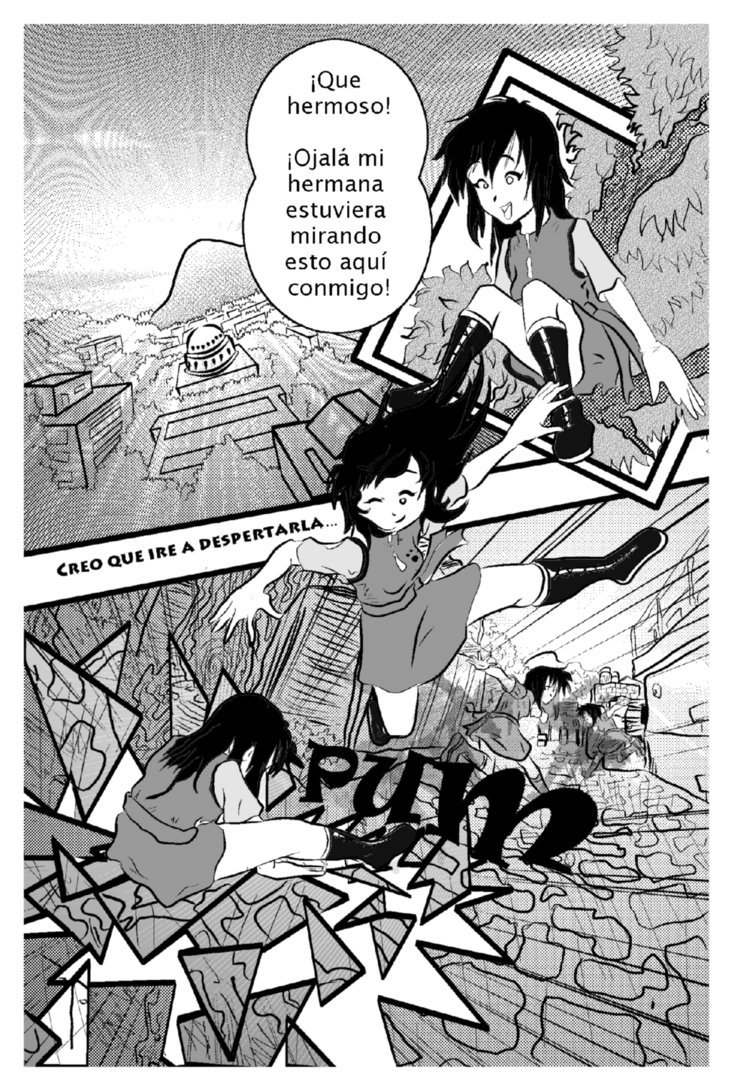 ¡Que
hermoso!
¡Ojalá mi
hermana
estuviera
mirando
esto aquí
conmigo!
CREO QUE IRE A DESPERTARLA...
PUM